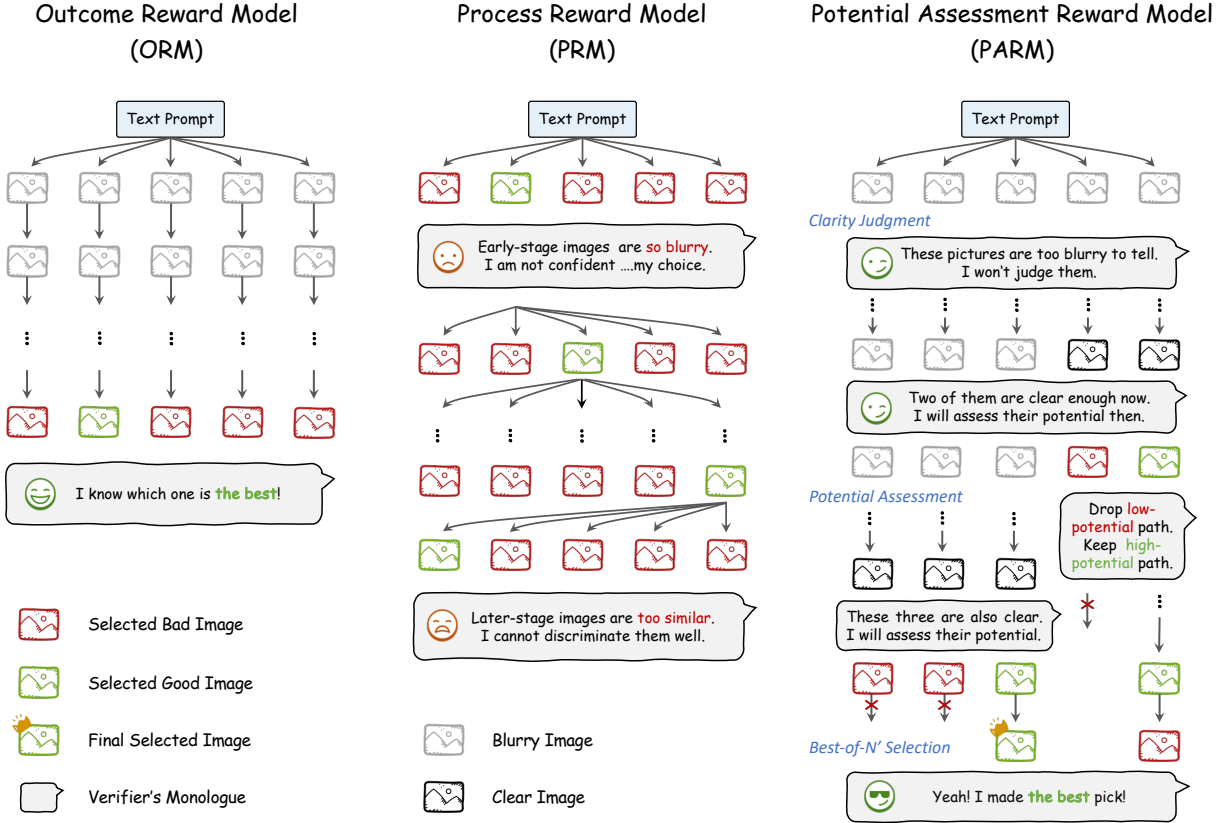 Outcome Reward Model
(ORM)
Text Prompt
I know which one is the best!
Selected Bad Image
Selected Good Image
Final Selected Image
Verifier's Monologue
Process Reward Model
(PRM)
Text Prompt
Early-stage images are so blurry.
I am not confident ....my choice.
Later-stage images are too similar.
I cannot discriminate them well.
Blurry Image
Clear Image
Potential Assessment Reward Model
(PARM)
Text Prompt
Clarity Judgment
These pictures are too blurry to tell.
I won't judge them.
Two of them are clear enough now.
I will assess their potential then.
Potential Assessment
Drop low-
potential path.
Keep high-
potential path.
These three are also clear.
I will assess their potential.
Best-of-N' Selection
Yeah! I made the best pick!